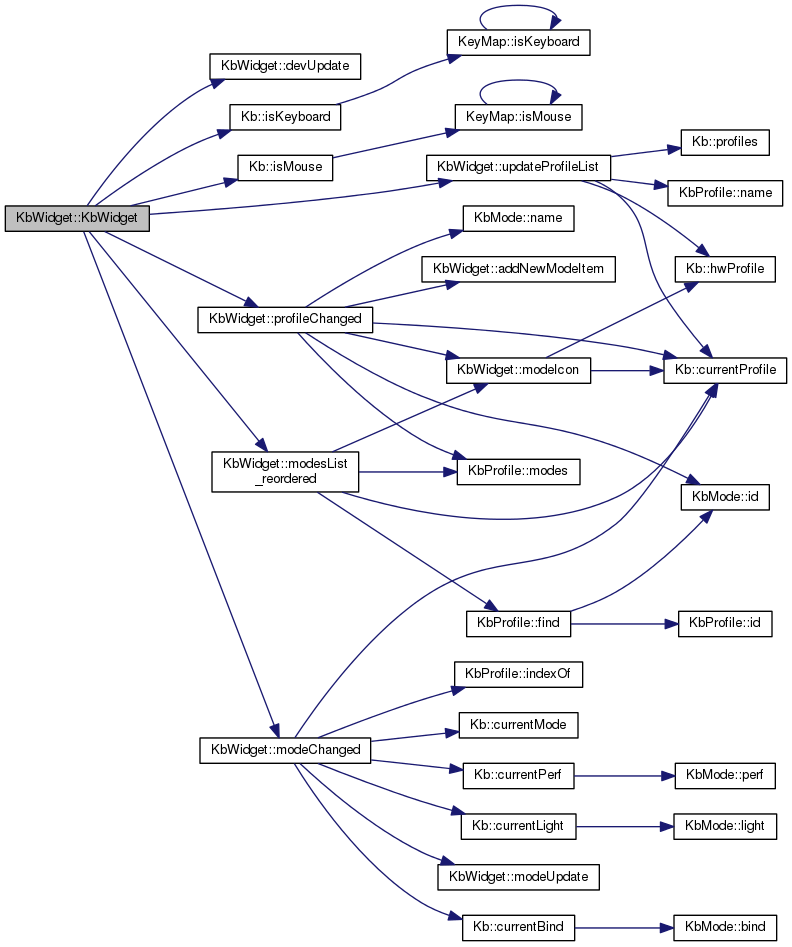 KeyMap::isKeyboard
KbWidget::devUpdate
Kb::isKeyboard
KeyMap::isMouse
Kb::profiles
Kb::isMouse
KbWidget::updateProfileList
KbProfile::name
KbWidget::KbWidget
KbMode::name
KbWidget::addNewModeItem
Kb::hwProfile
KbWidget::profileChanged
KbWidget::modeIcon
Kb::currentProfile
KbWidget::modesList
_reordered
KbProfile::modes
KbMode::id
KbProfile::find
KbProfile::id
KbProfile::indexOf
Kb::currentMode
KbWidget::modeChanged
Kb::currentPerf
KbMode::perf
Kb::currentLight
KbMode::light
KbWidget::modeUpdate
Kb::currentBind
KbMode::bind